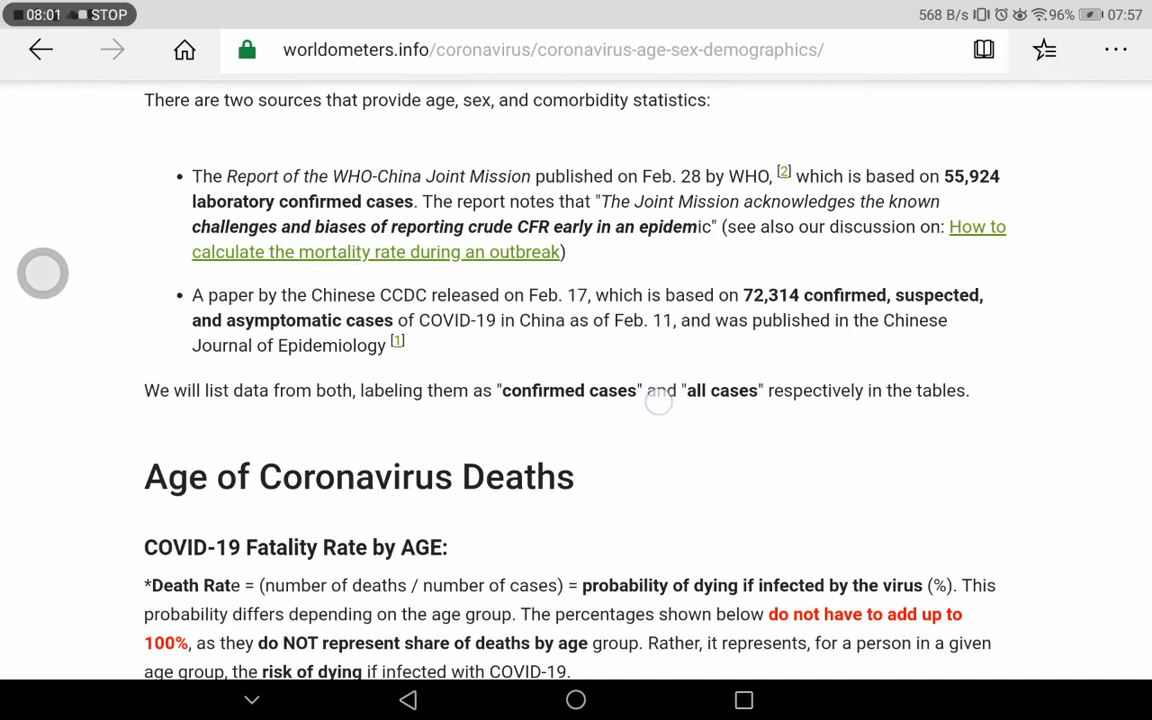 08:01 STOP
568 B/s 96% 07:57
worldometers.info/coronavirus/coronavirus-age-sex-demographics/
There are two sources that provide age, sex, and comorbidity statistics:
• The Report of the WHO-China Joint Mission published on Feb. 28 by WHO, [2] which is based on 55,924
laboratory confirmed cases. The report notes that "The Joint Mission acknowledges the known
challenges and biases of reporting crude CFR early in an epidemic" (see also our discussion on: How to
calculate the mortality rate during an outbreak)
• A paper by the Chinese CCDC released on Feb. 17, which is based on 72,314 confirmed, suspected,
and asymptomatic cases of COVID-19 in China as of Feb. 11, and was published in the Chinese
Journal of Epidemiology [1]
We will list data from both, labeling them as "confirmed cases" and "all cases" respectively in the tables.
Age of Coronavirus Deaths
COVID-19 Fatality Rate by AGE:
*Death Rate = (number of deaths / number of cases) = probability of dying if infected by the virus (%). This
probability differs depending on the age group. The percentages shown below do not have to add up to
100%, as they do NOT represent share of deaths by age group. Rather, it represents, for a person in a given
age group, the risk of dying if infected with COVID-19.